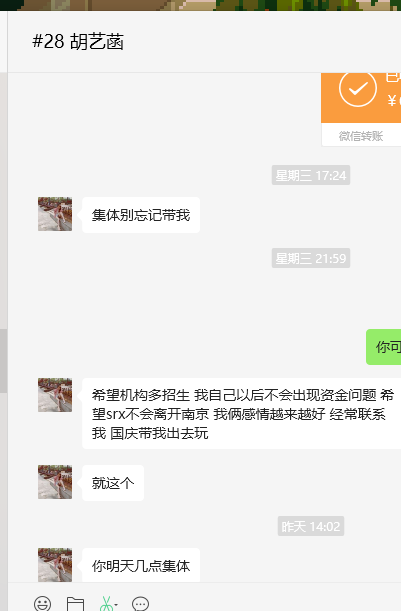 #28 胡艺菡
微信转账
星期三 17:24
集体别忘记带我
星期三 21:59
你可
希望机构多招生 我自己以后不会出现资金问题 希
望srx不会离开南京 我俩感情越来越好 经常联系
我 国庆带我出去玩
就这个
昨天 14:02
你明天几点集体